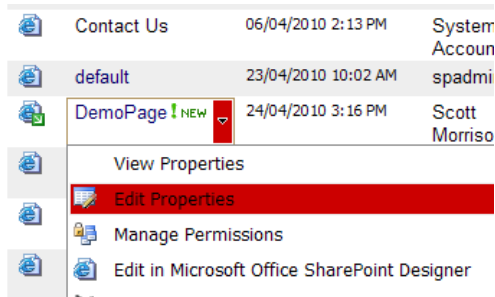 Contact Us 06/04/2010 2:13 PM System
Accoun
default 23/04/2010 10:02 AM spadmi
DemoPage ! NEW 24/04/2010 3:16 PM Scott
Morriso
View Properties
Edit Properties
Manage Permissions
Edit in Microsoft Office SharePoint Designer